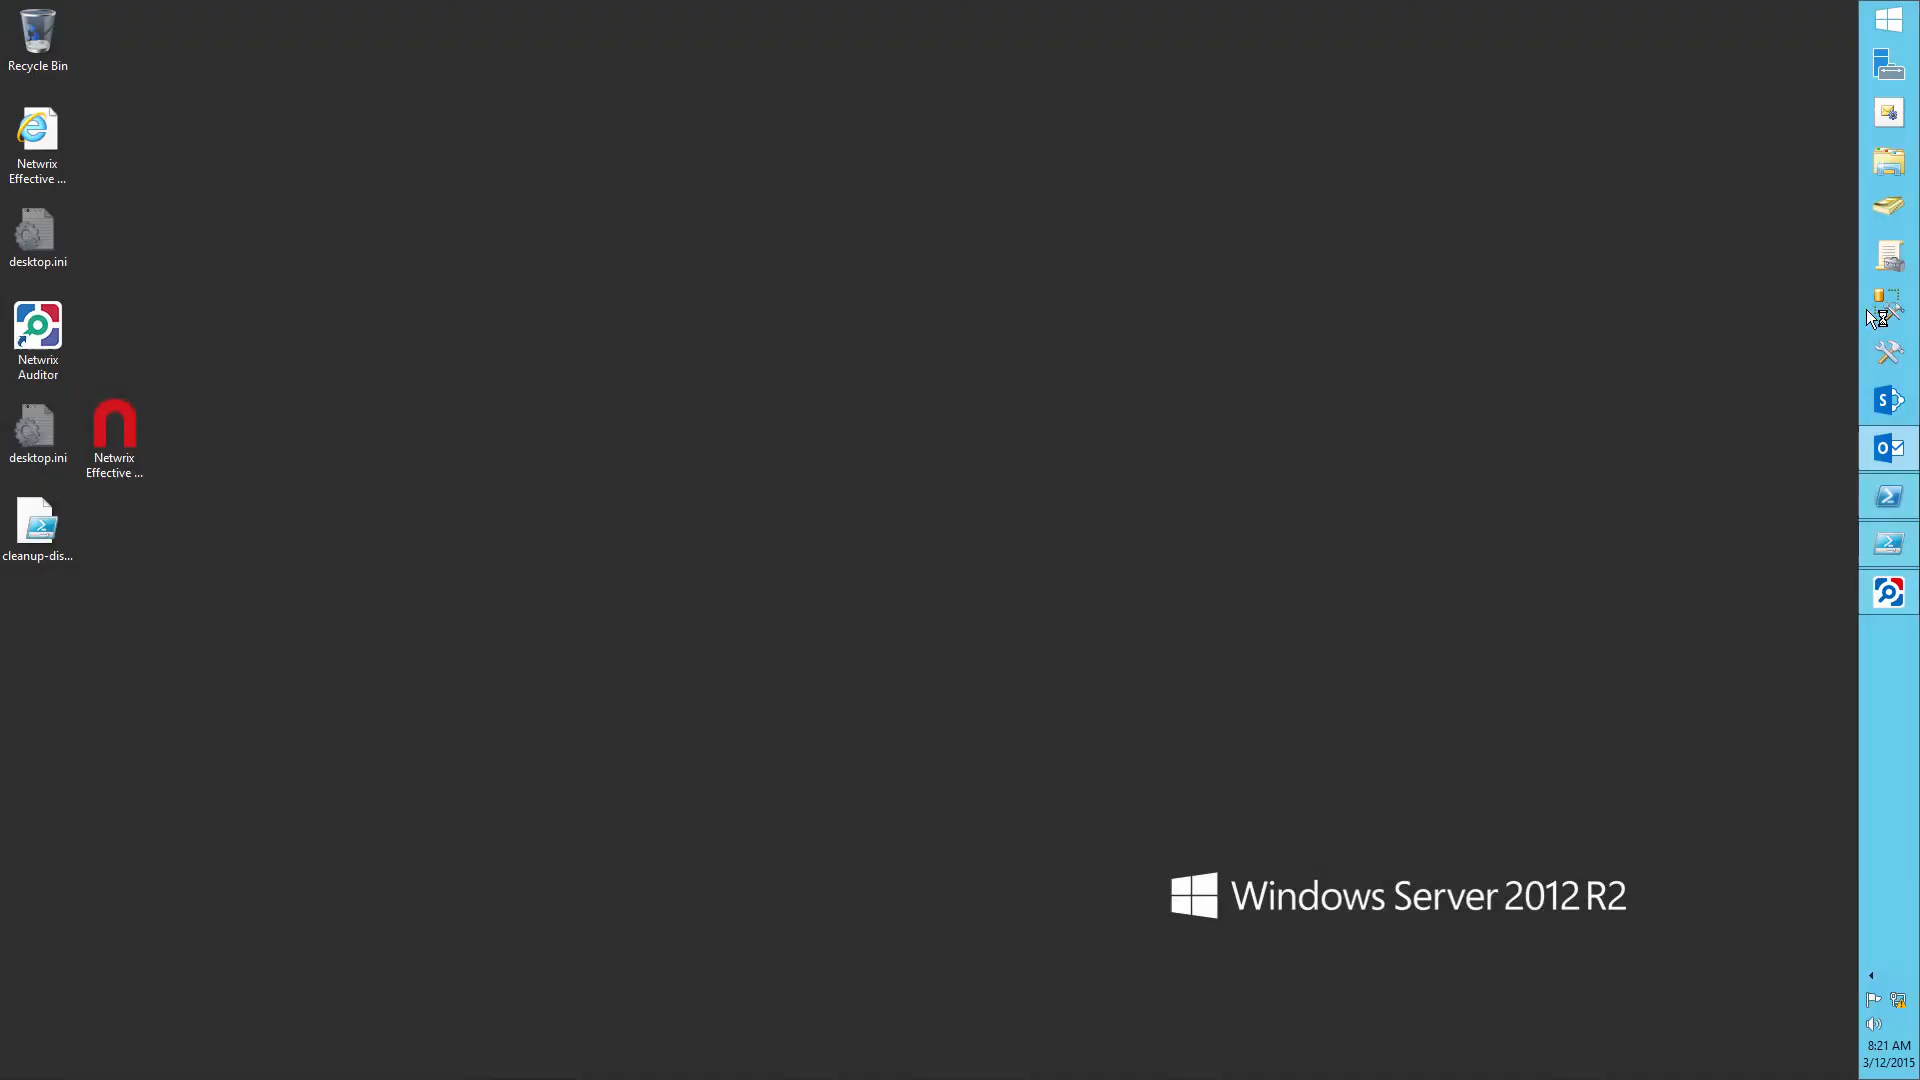 Recycle Bin
Netwrix
Effective ...
desktop.ini
Netwrix
Auditor
desktop.ini
Netwrix
Effective ...
cleanup-dis...
Windows Server 2012 R2
8:21 AM
3/12/2015